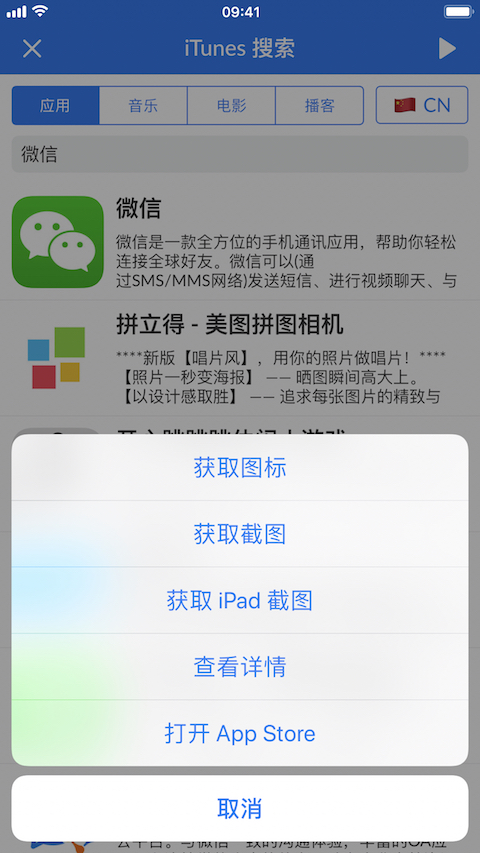 09:41
iTunes 搜索
应用 音乐 电影 播客 CN
微信
微信
微信是一款全方位的手机通讯应用，帮助你轻松
连接全球好友。微信可以(通
过SMS/MMS网络)发送短信、进行视频聊天、与
拼立得 - 美图拼图相机
****新版【唱片风】，用你的照片做唱片！****
【照片一秒变海报】 —— 晒图瞬间高大上。
【以设计感取胜】 —— 追求每张图片的精致与
获取图标
获取截图
获取 iPad 截图
查看详情
打开 App Store
取消